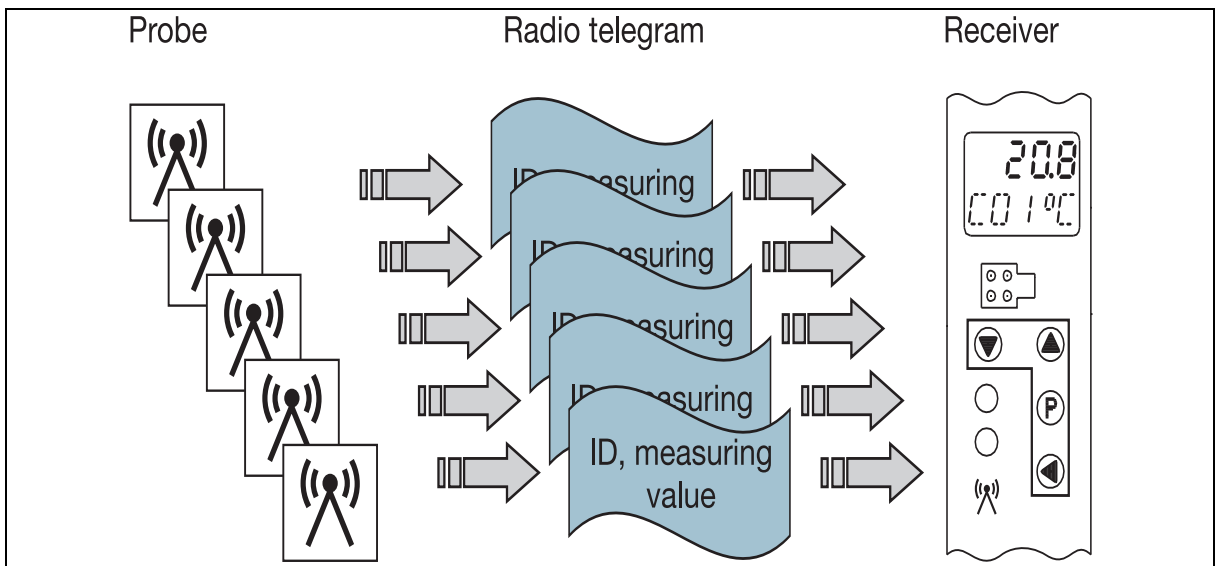 Probe
Radio telegram
Receiver
ID, measuring
ID, measuring
ID, measuring
ID, measuring
ID, measuring
value
20.8
C01°C
P